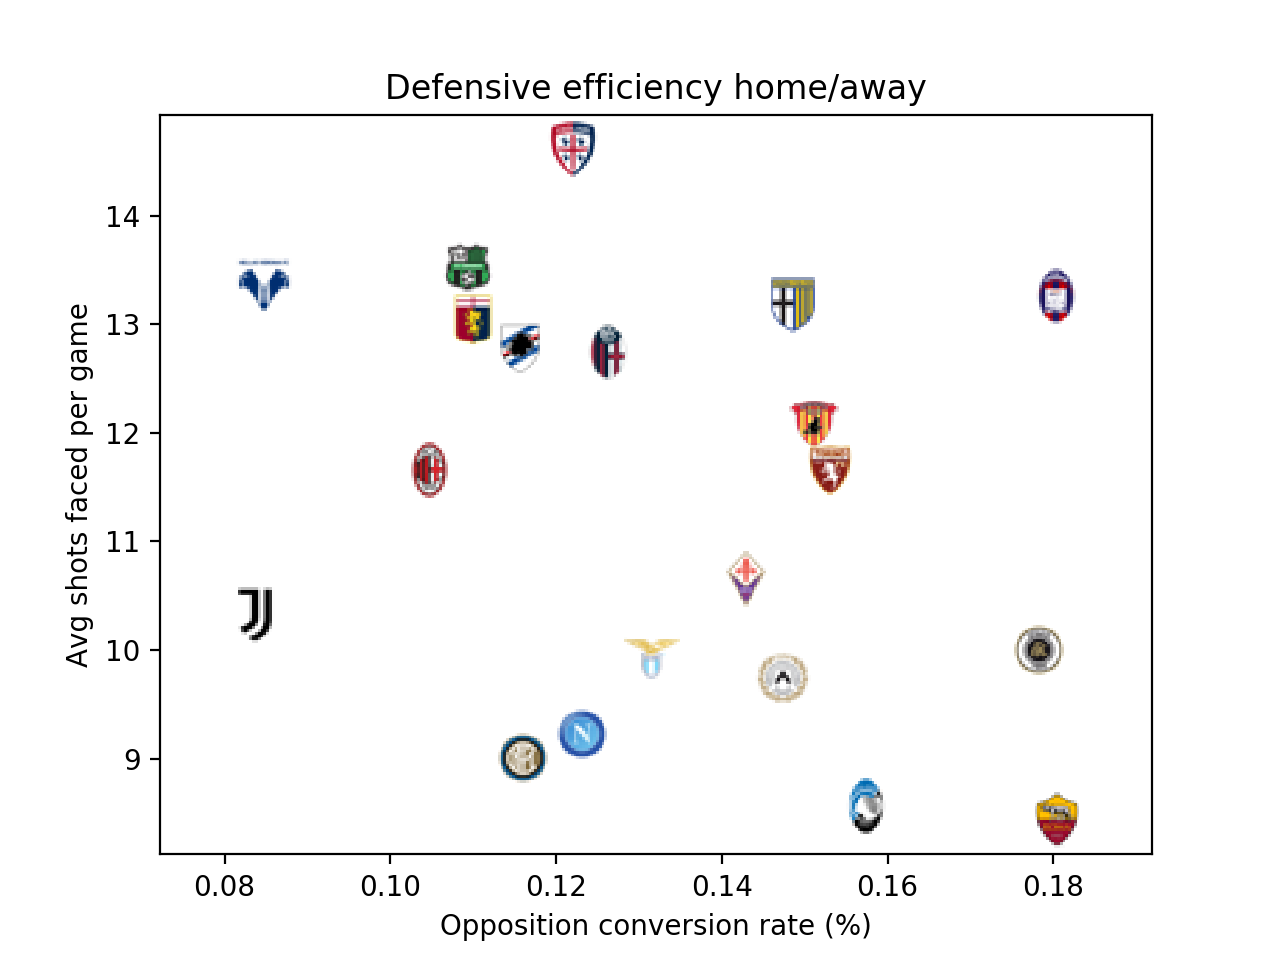 Defensive efficiency home/away
Avg shots faced per game
14
13
12
11
10
9
0.08 0.10 0.12 0.14 0.16 0.18
Opposition conversion rate (%)